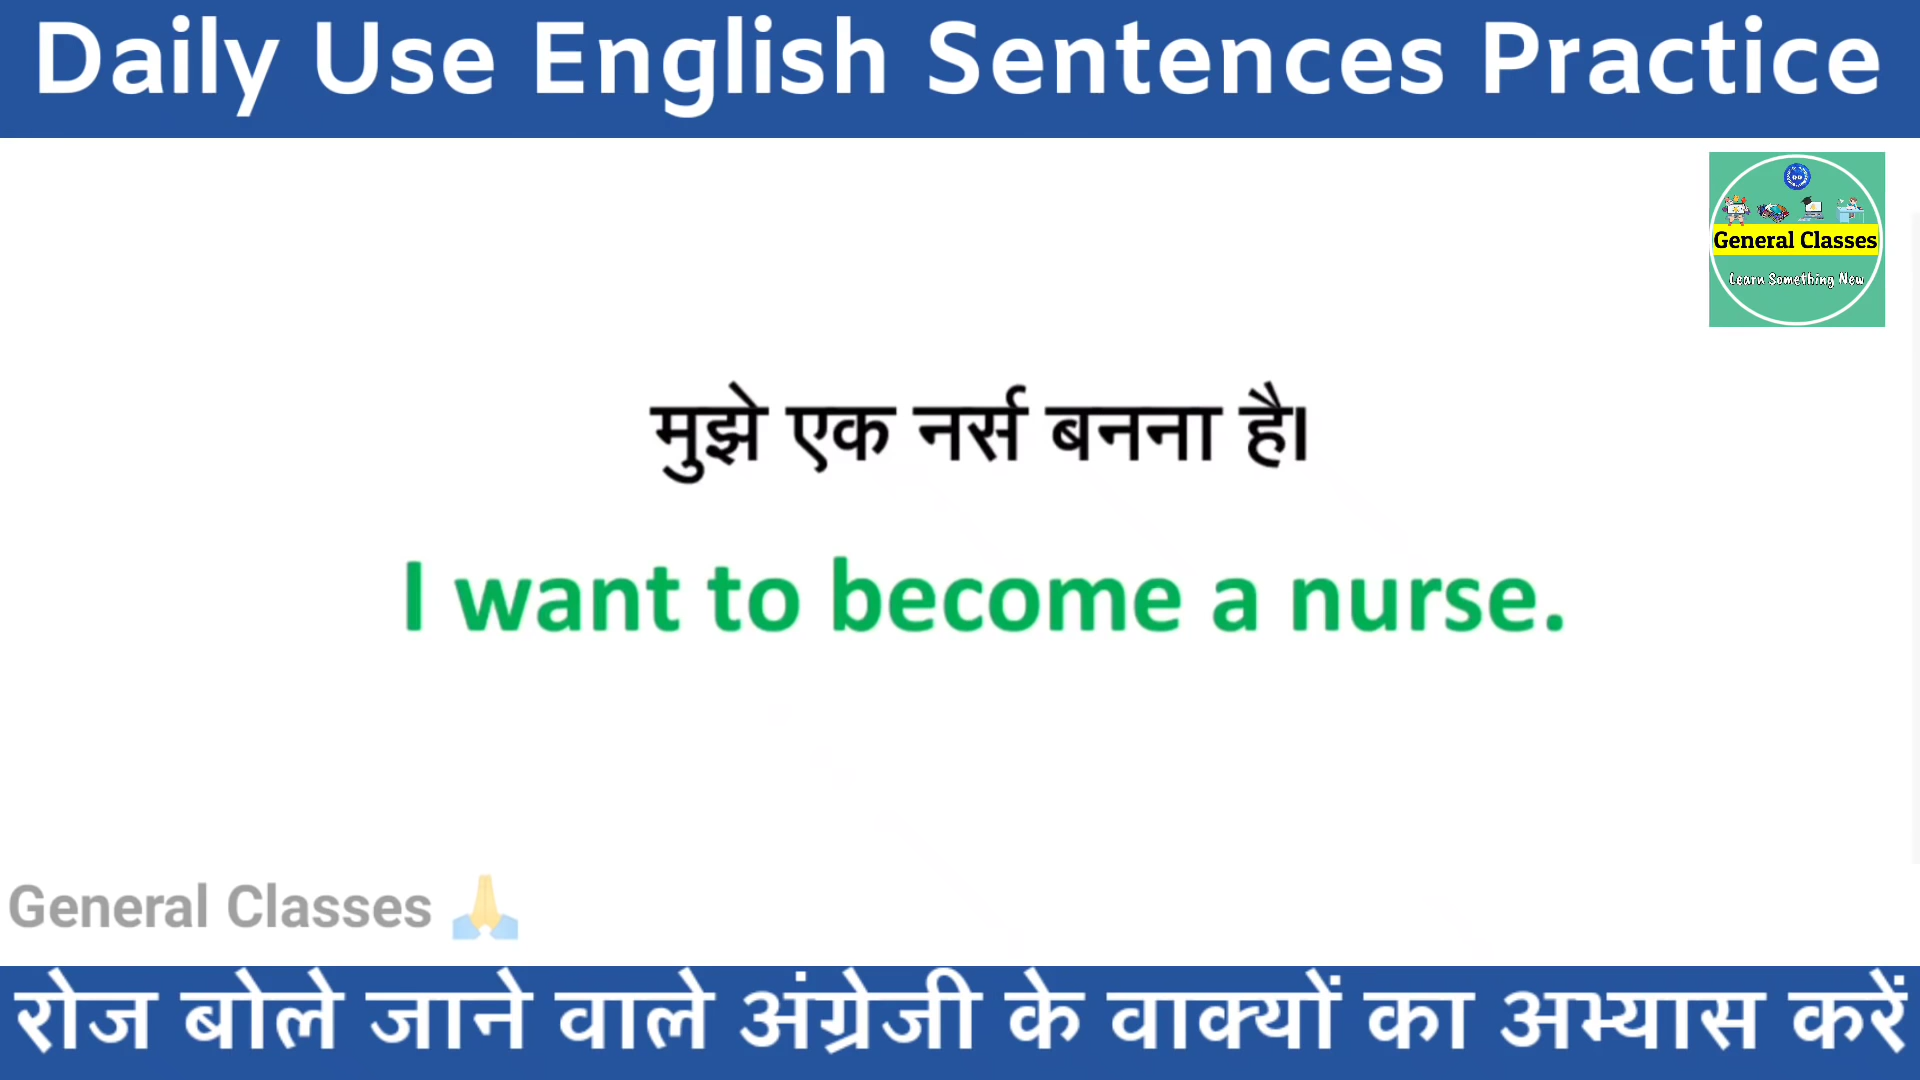 Daily Use English Sentences Practice
General Classes
Learn Something New
मुझे एक नर्स बनना है।
I want to become a nurse.
General Classes 🙏
रोज बोले जाने वाले अंग्रेजी के वाक्यों का अभ्यास करें